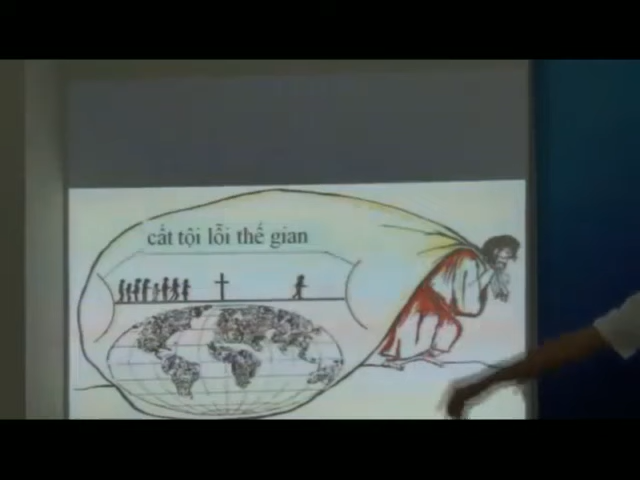 cất tội lỗi thế gian